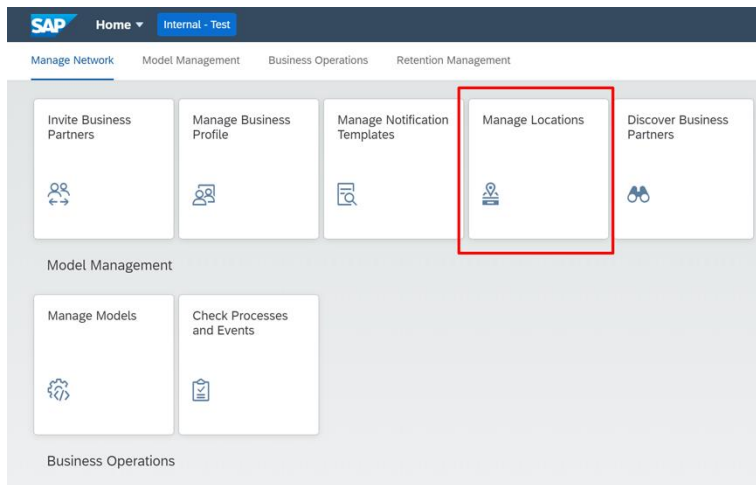 SAP Home Internal - Test
Manage Network Model Management Business Operations Retention Management
Invite Business
Partners
Manage Business
Profile
Manage Notification
Templates
Manage Locations
Discover Business
Partners
Model Management
Manage Models
Check Processes
and Events
Business Operations